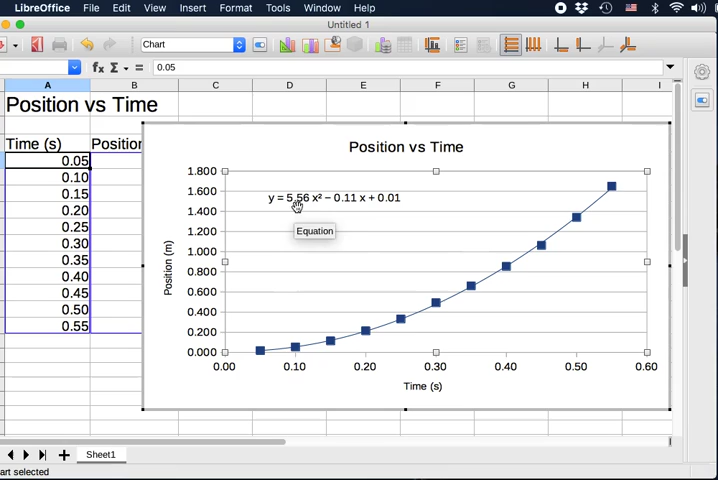 LibreOffice File Edit View Insert Format Tools Window Help
Untitled 1
Chart
fx Σ = 0.05
A B C D E F G H I
Position vs Time
Time (s) Position
0.05
0.10
0.15
0.20
0.25
0.30
0.35
0.40
0.45
0.50
0.55
Position vs Time
y = 5.56 x² – 0.11 x + 0.01
Equation
Position (m)
1.800
1.600
1.400
1.200
1.000
0.800
0.600
0.400
0.200
0.000
0.00 0.10 0.20 0.30 0.40 0.50 0.60
Time (s)
Sheet1
art selected